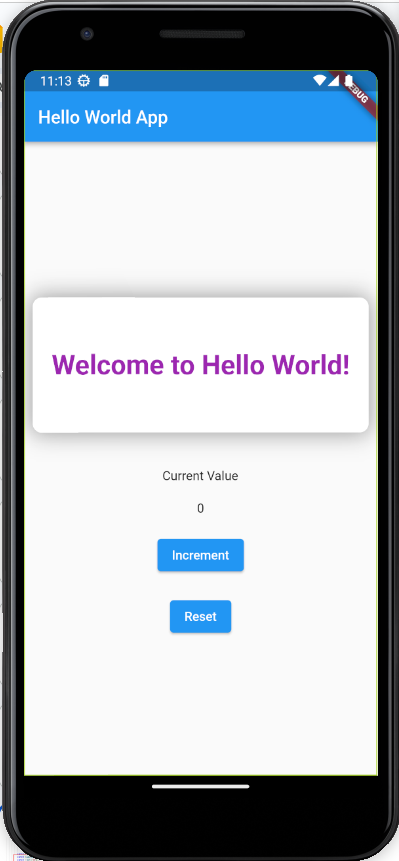 11:13
DEBUG
Hello World App
Welcome to Hello World!
Current Value
0
Increment
Reset